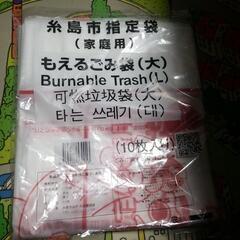 糸島市指定袋
(家庭用)
もえるごみ袋(大)
Burnable Trash(L)
可燃垃圾袋(大)
타는 쓰레기(대)
(10枚入り)